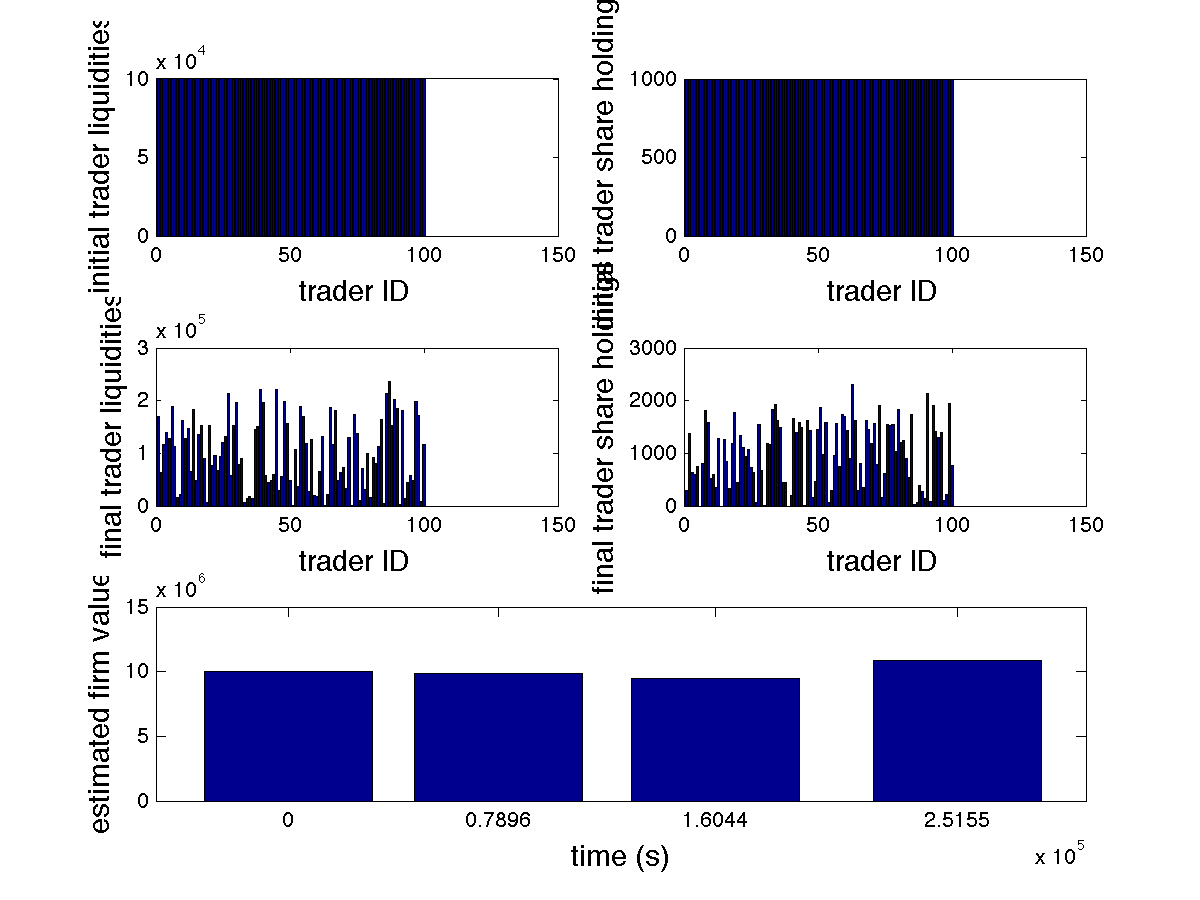 x 10^4
10
5
0
0 50 100 150
trader ID
initial trader liquidities
1000
500
0
0 50 100 150
trader ID
trader share holding
x 10^5
3
2
1
0
0 50 100 150
trader ID
final trader liquidities
3000
2000
1000
0
0 50 100 150
trader ID
final trader share holdings
x 10^6
15
10
5
0
0 0.7896 1.6044 2.5155
x 10^5
time (s)
estimated firm value